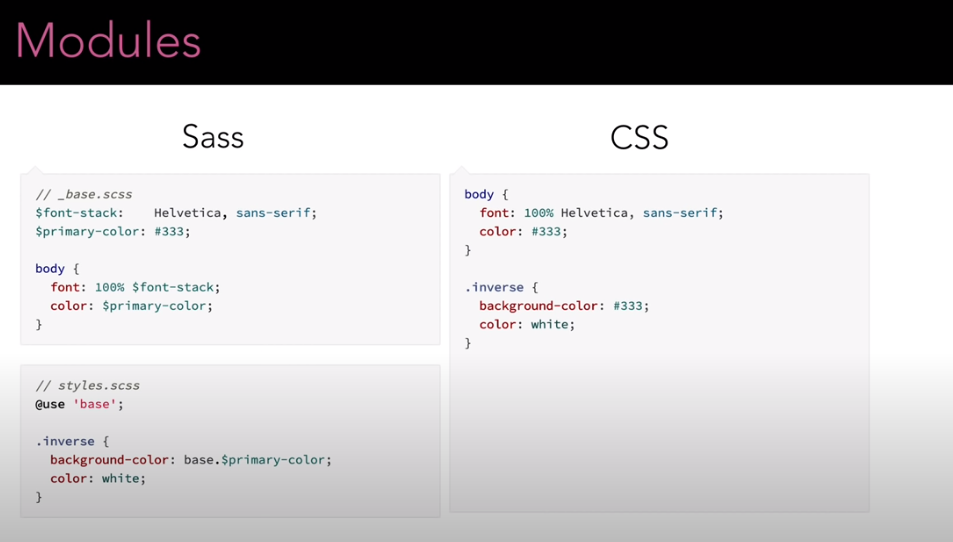 Modules
Sass
// _base.scss
$font-stack:    Helvetica, sans-serif;
$primary-color: #333;
body {
  font: 100% $font-stack;
  color: $primary-color;
}
// styles.scss
@use 'base';
.inverse {
  background-color: base.$primary-color;
  color: white;
}
CSS
body {
  font: 100% Helvetica, sans-serif;
  color: #333;
}
.inverse {
  background-color: #333;
  color: white;
}